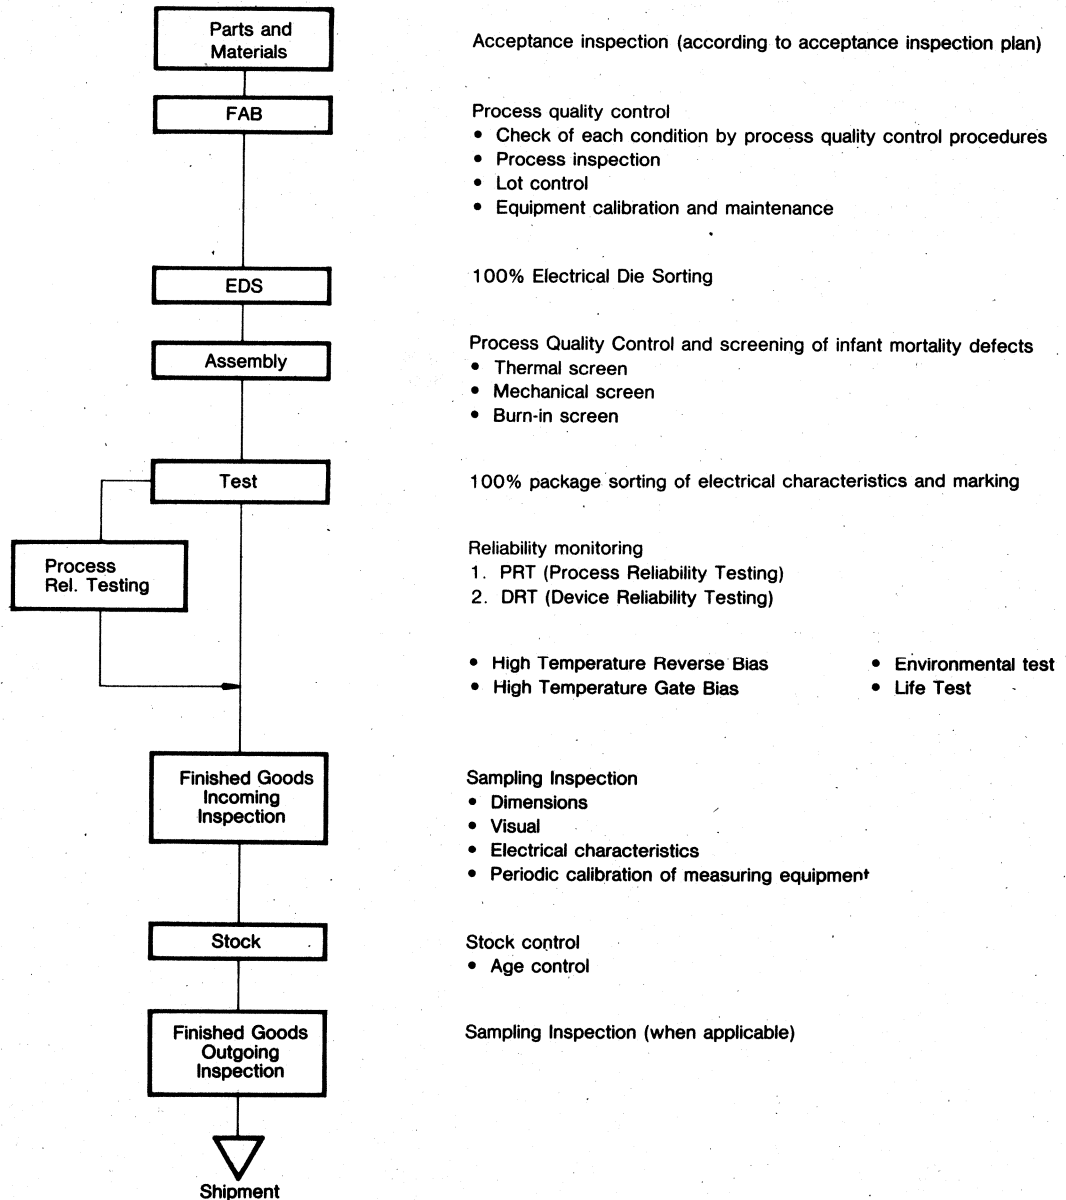 Parts and
Materials
Acceptance inspection (according to acceptance inspection plan)
FAB
Process quality control
• Check of each condition by process quality control procedures
• Process inspection
• Lot control
• Equipment calibration and maintenance
EDS
100% Electrical Die Sorting
Assembly
Process Quality Control and screening of infant mortality defects
• Thermal screen
• Mechanical screen
• Burn-in screen
Test
100% package sorting of electrical characteristics and marking
Process
Rel. Testing
Reliability monitoring
1. PRT (Process Reliability Testing)
2. DRT (Device Reliability Testing)
• High Temperature Reverse Bias • Environmental test
• High Temperature Gate Bias • Life Test
Finished Goods
Incoming
Inspection
Sampling Inspection
• Dimensions
• Visual
• Electrical characteristics
• Periodic calibration of measuring equipment
Stock
Stock control
• Age control
Finished Goods
Outgoing
Inspection
Sampling Inspection (when applicable)
Shipment